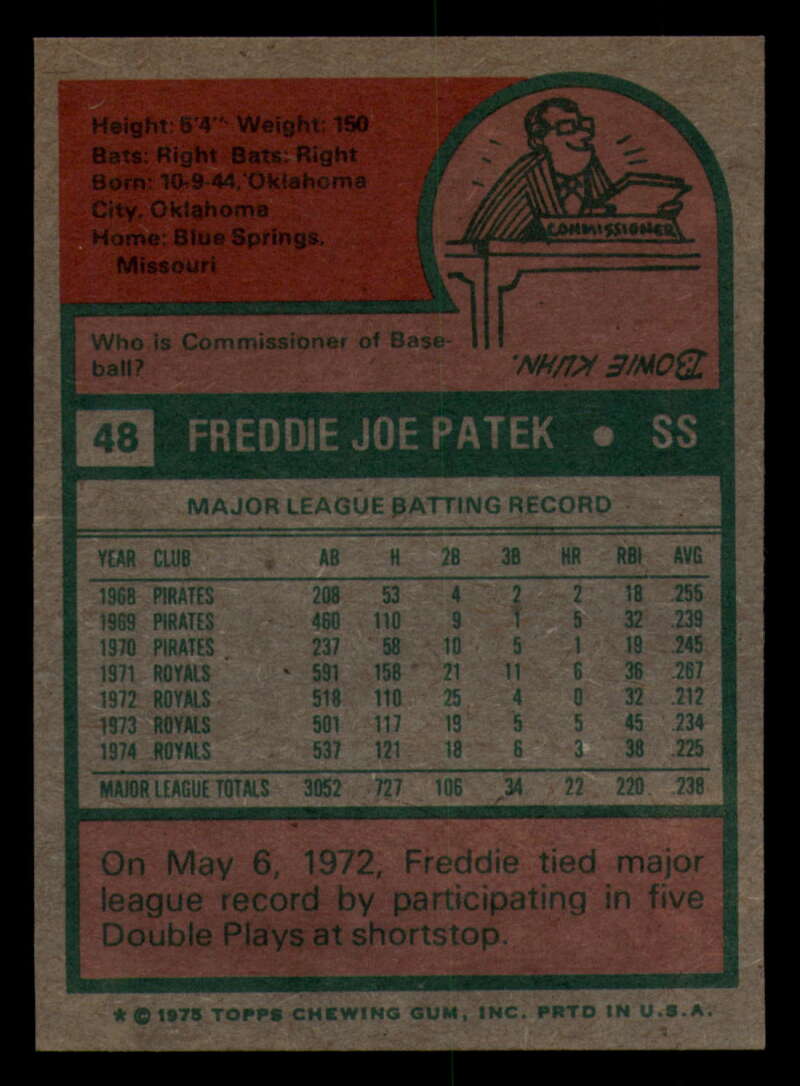 Height: 5'4" Weight: 150
Bats: Right Bats: Right
Born: 10-9-44, Oklahoma
City, Oklahoma
Home: Blue Springs,
Missouri
COMMISSIONER
Who is Commissioner of Base-
ball?
BOWIE KUHN.
48 FREDDIE JOE PATEK • SS
MAJOR LEAGUE BATTING RECORD
YEAR CLUB AB H 2B 3B HR RBI AVG
1968 PIRATES 208 53 4 2 2 18 .255
1969 PIRATES 460 110 9 1 5 32 .239
1970 PIRATES 237 58 10 5 1 19 .245
1971 ROYALS 591 158 21 11 6 36 .267
1972 ROYALS 518 110 25 4 0 32 .212
1973 ROYALS 501 117 19 5 5 45 .234
1974 ROYALS 537 121 18 6 3 38 .225
MAJOR LEAGUE TOTALS 3052 727 106 34 22 220 .238
On May 6, 1972, Freddie tied major
league record by participating in five
Double Plays at shortstop.
* © 1975 TOPPS CHEWING GUM, INC. PRTD IN U.S.A.